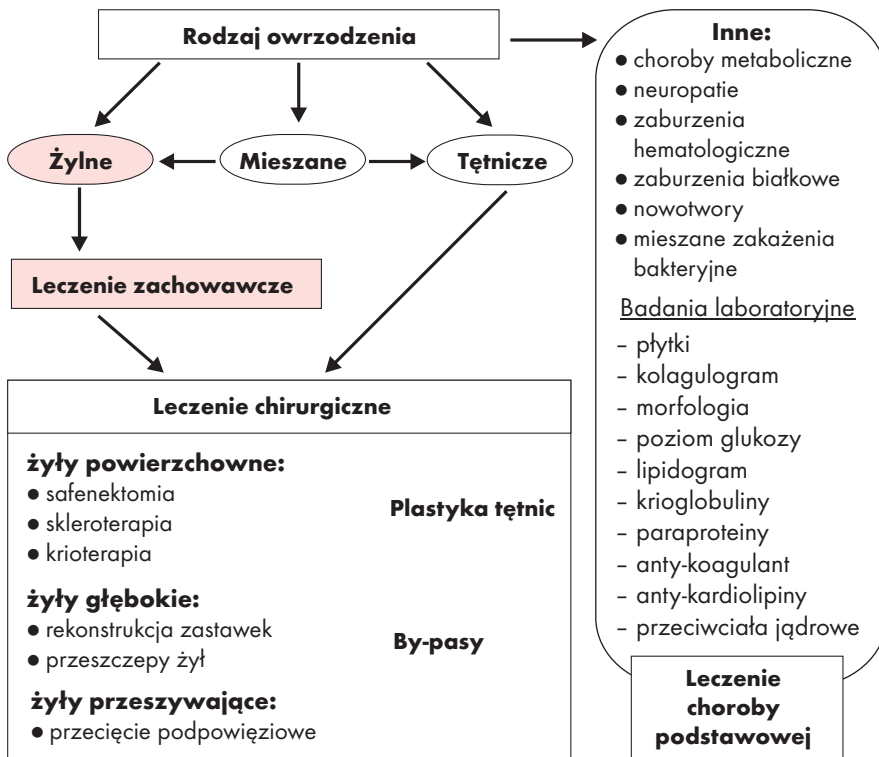 Rodzaj owrzodzenia
Żylne
Mieszane
Tętnicze
Leczenie zachowawcze
Leczenie chirurgiczne
żyły powierzchowne:
● safenektomia
● skleroterapia
● krioterapia
Plastyka tętnic
żyły głębokie:
● rekonstrukcja zastawek
● przeszczepy żył
By-pasy
żyły przeszywające:
● przecięcie podpowięziowe
Inne:
● choroby metaboliczne
● neuropatie
● zaburzenia
hematologiczne
● zaburzenia białkowe
● nowotwory
● mieszane zakażenia
bakteryjne
Badania laboratoryjne
– płytki
– kolagulogram
– morfologia
– poziom glukozy
– lipidogram
– krioglobuliny
– paraproteiny
– anty-koagulant
– anty-kardiolipiny
– przeciwciała jądrowe
Leczenie
choroby
podstawowej